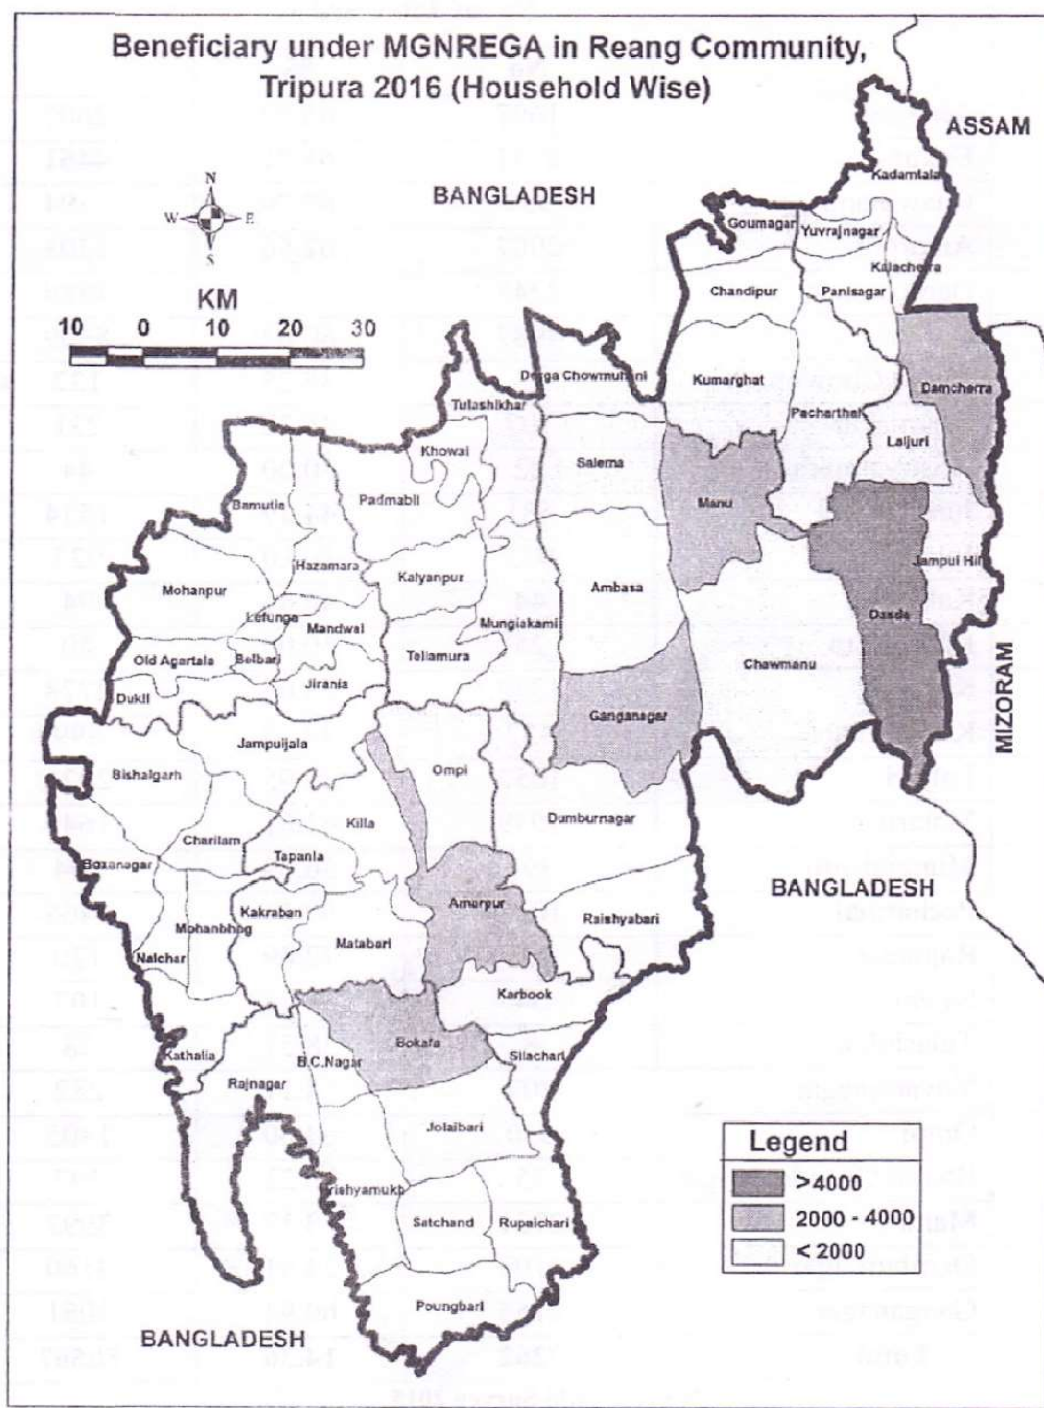 Beneficiary under MGNREGA in Reang Community,
Tripura 2016 (Household Wise)
ASSAM
BANGLADESH
N
W E
S
KM
10 0 10 20 30
Kadamtala
Goumagar
Yuvrajnagar
Kalacherra
Chandipur
Panisagar
Damcherra
Durga Chowmuhani
Kumarghat
Pecharthal
Laljuri
Tulashikhar
Khowai
Salema
Manu
Padmabil
Bamutia
Jampui Hill
Hazamara
Kalyanpur
Ambasa
Mohanpur
Lefunga
Mandwai
Mungiakami
Dasda
Old Agartala
Belbari
Teliamura
Chawmanu
Jirania
Dukli
Ganganagar
MIZORAM
Jampuijala
Ompi
Bishalgarh
Killa
Dumburnagar
Charilam
Tapania
Boxanagar
BANGLADESH
Amarpur
Kakraban
Raishyabari
Mohanbhog
Matabari
Nalchar
Karbook
Bokafa
Kathalia
B.C.Nagar
Silachari
Rajnagar
Jolaibari
Legend
>4000
2000 - 4000
< 2000
rishyamukh
Satchand
Rupaichari
Poungbari
BANGLADESH